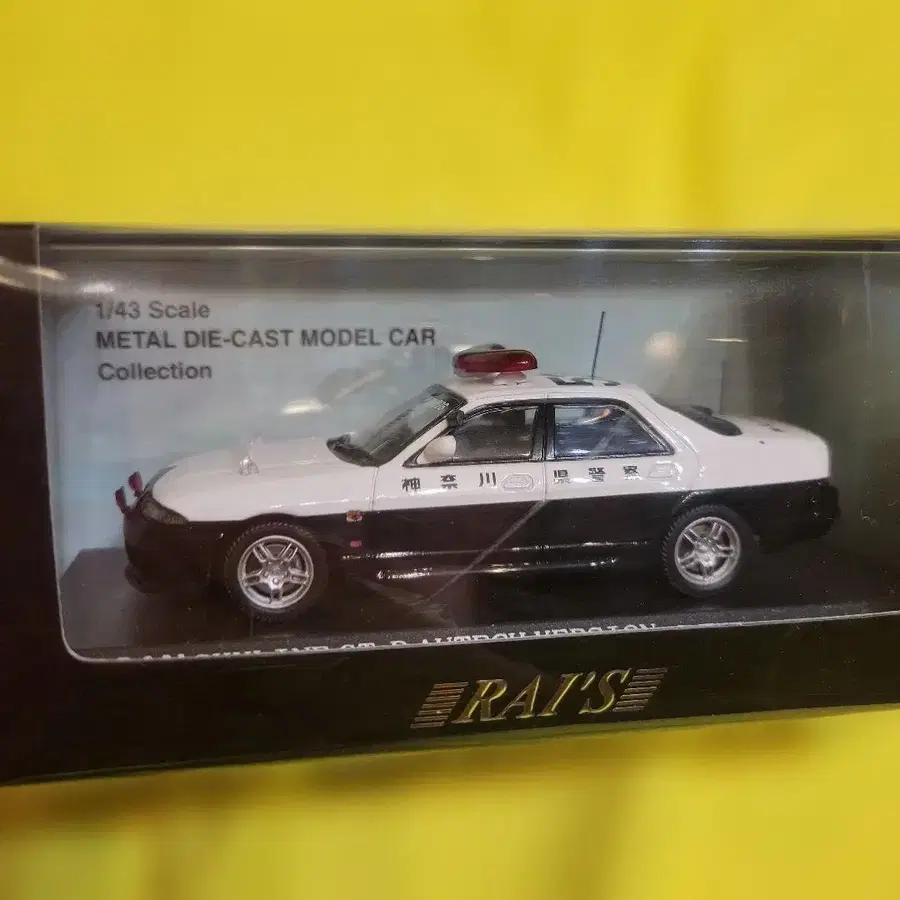 1/43 Scale
METAL DIE-CAST MODEL CAR
Collection
神奈川県警察
RAI'S